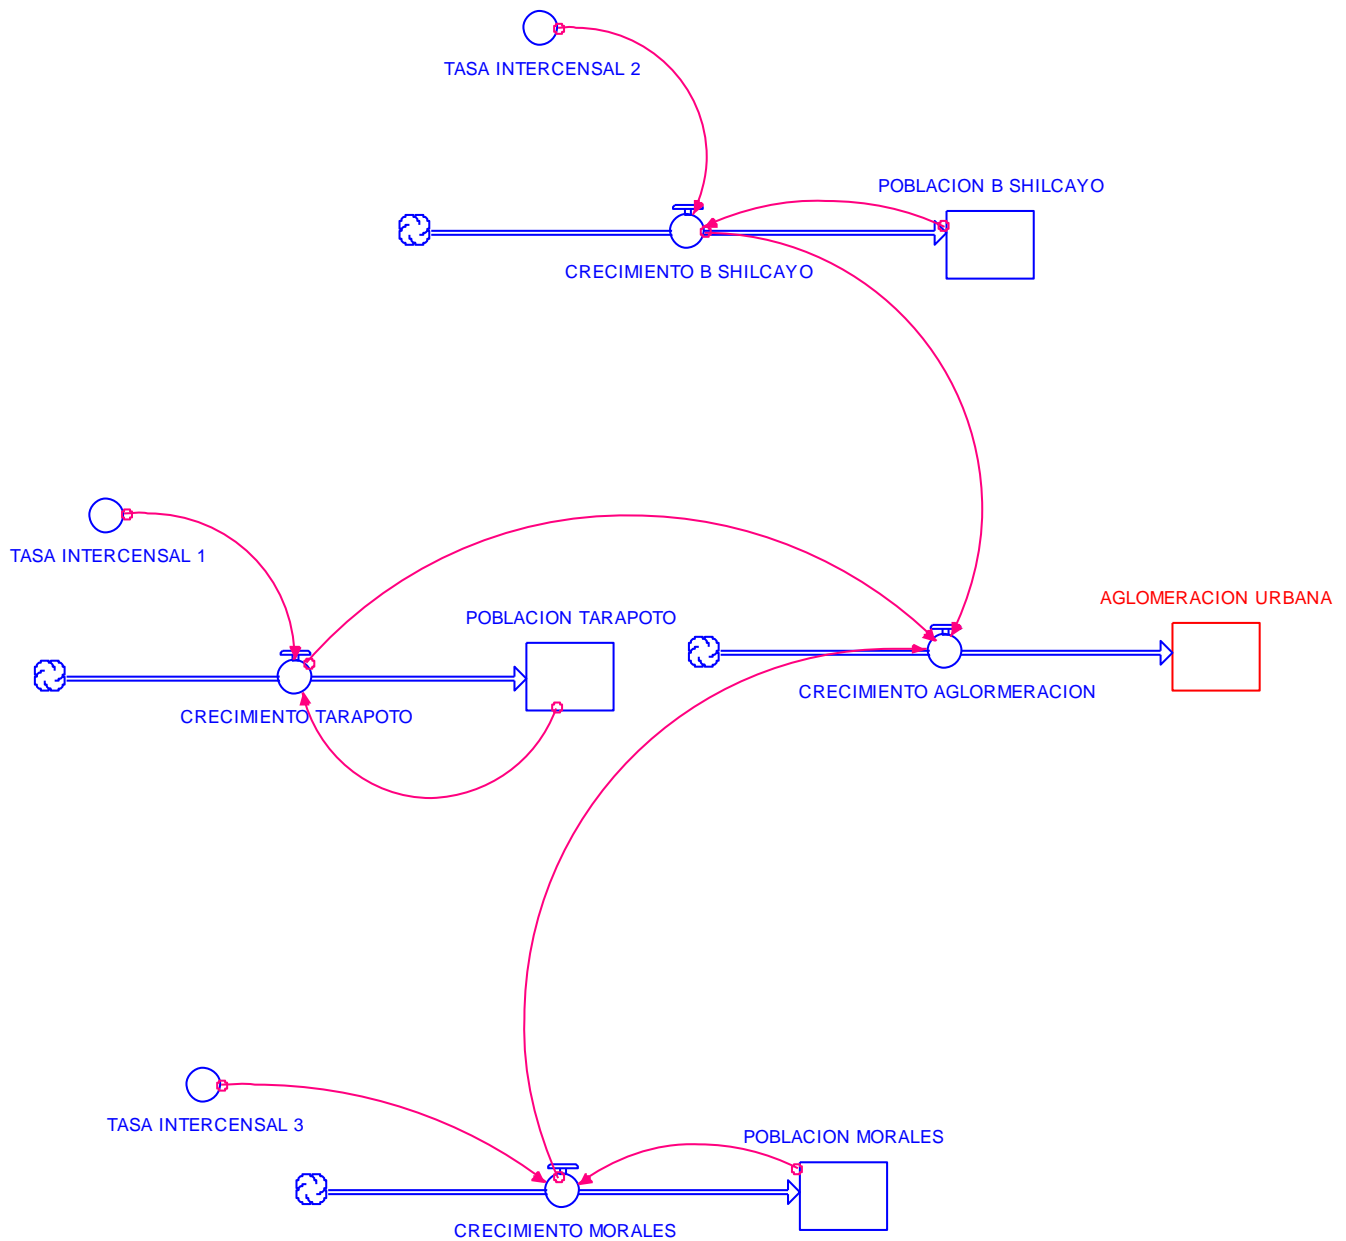 TASA INTERCENSAL 2
POBLACION B SHILCAYO
CRECIMIENTO B SHILCAYO
TASA INTERCENSAL 1
AGLOMERACION URBANA
POBLACION TARAPOTO
CRECIMIENTO AGLORMERACION
CRECIMIENTO TARAPOTO
TASA INTERCENSAL 3
POBLACION MORALES
CRECIMIENTO MORALES